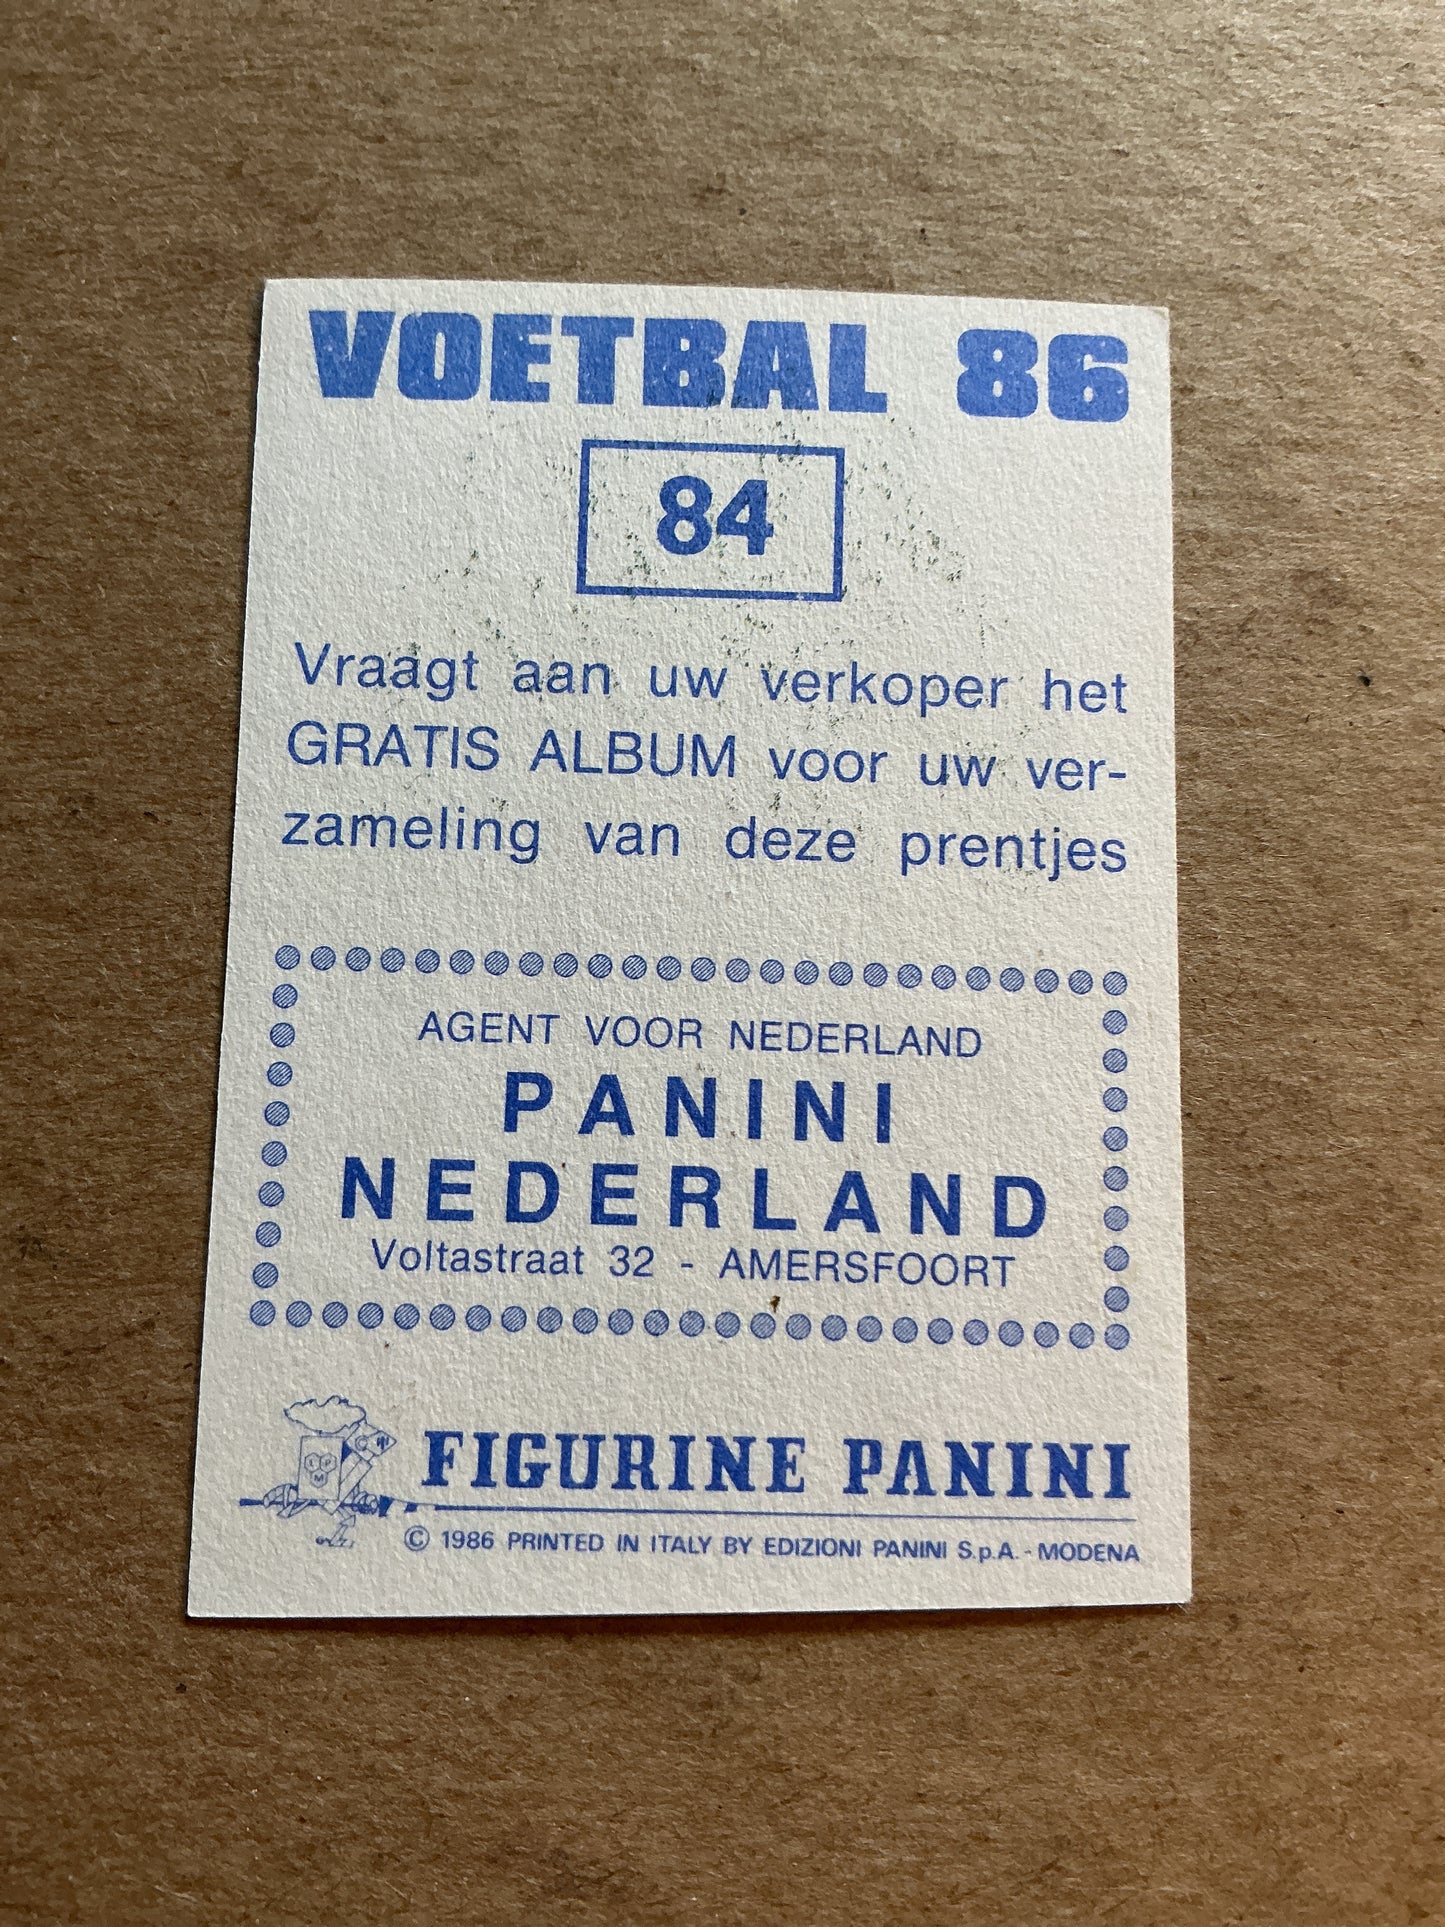 VOETBAL 86
84
Vraagt aan uw verkoper het
GRATIS ALBUM voor uw ver-
zameling van deze prentjes
AGENT VOOR NEDERLAND
PANINI
NEDERLAND
Voltastraat 32 - AMERSFOORT
FIGURINE PANINI
© 1986 PRINTED IN ITALY BY EDIZIONI PANINI S.p.A. - MODENA